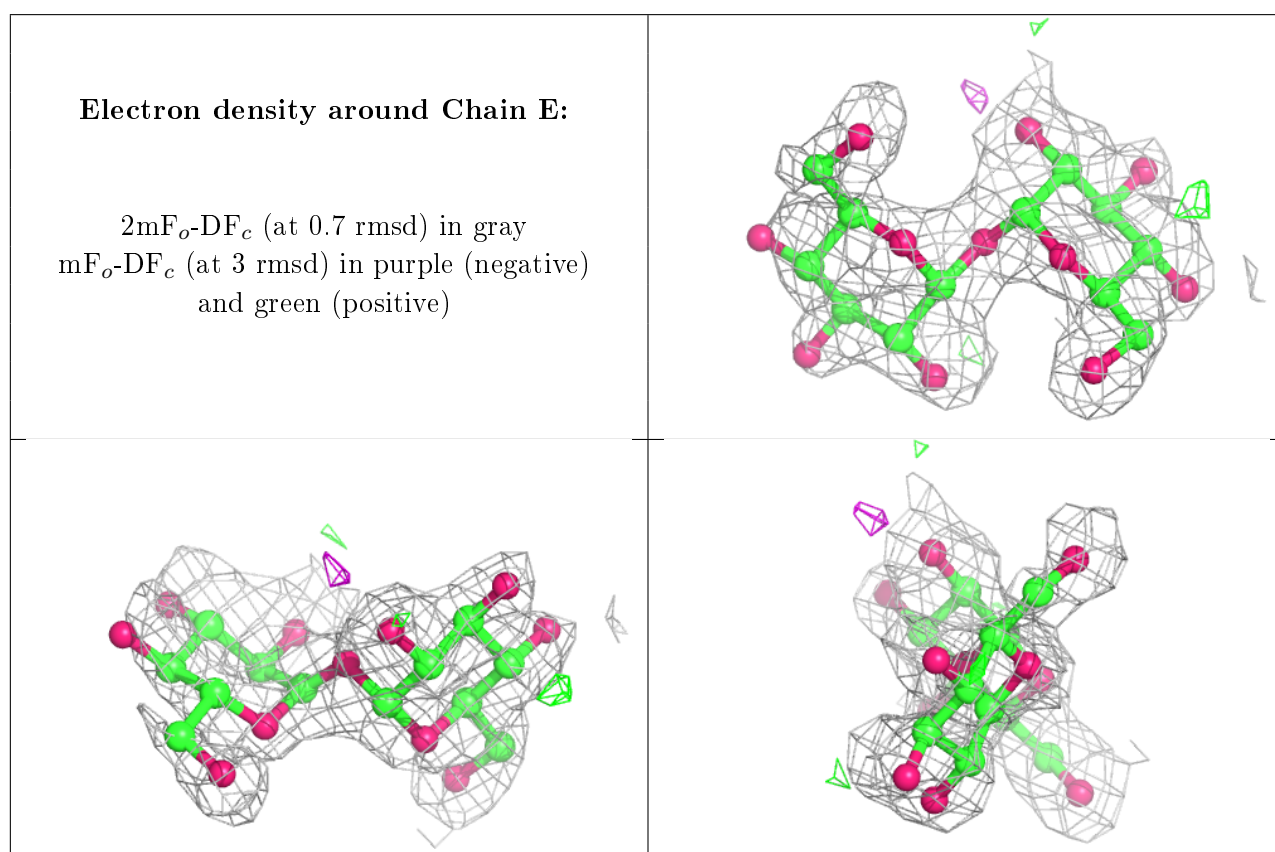 Electron density around Chain E:
2mFo-DFc (at 0.7 rmsd) in gray
mFo-DFc (at 3 rmsd) in purple (negative)
and green (positive)